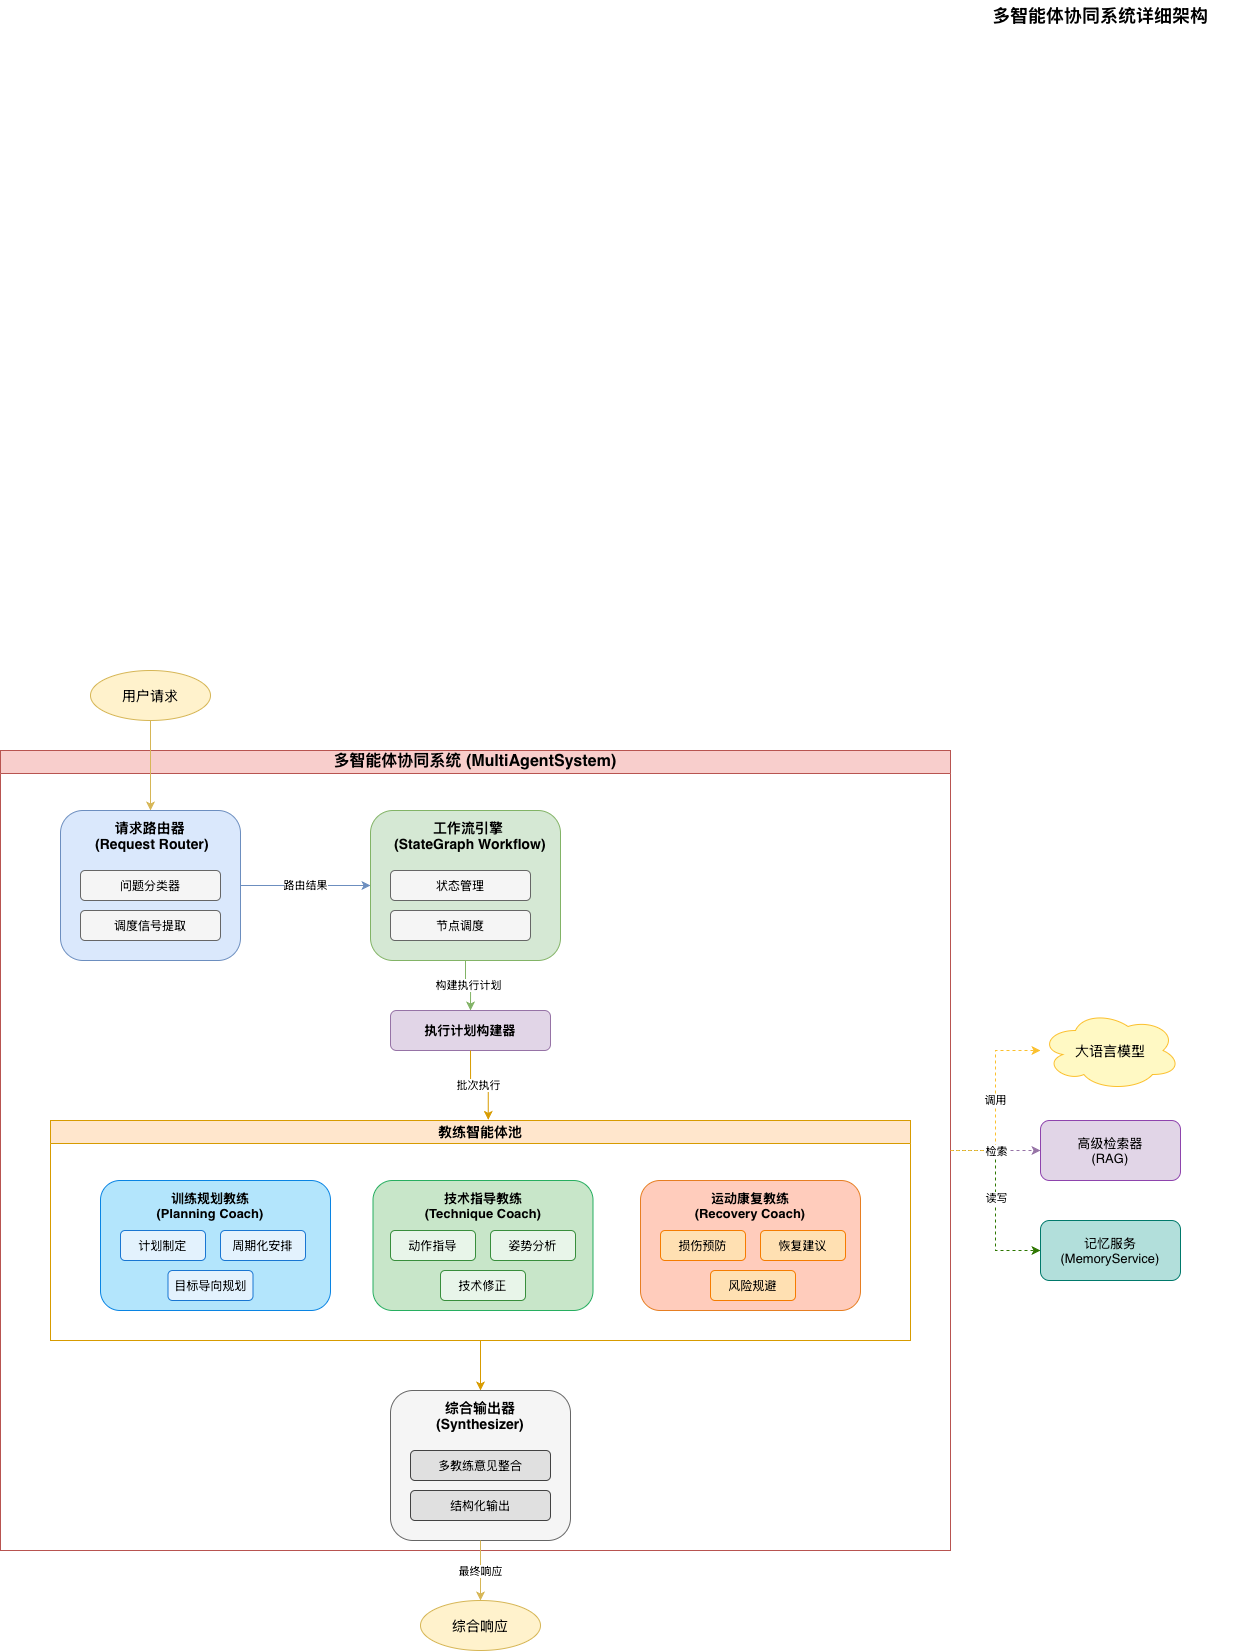 多智能体协同系统详细架构
用户请求
多智能体协同系统 (MultiAgentSystem)
请求路由器
(Request Router)
问题分类器
调度信号提取
路由结果
工作流引擎
(StateGraph Workflow)
状态管理
节点调度
构建执行计划
执行计划构建器
批次执行
教练智能体池
训练规划教练
(Planning Coach)
计划制定
周期化安排
目标导向规划
技术指导教练
(Technique Coach)
动作指导
姿势分析
技术修正
运动康复教练
(Recovery Coach)
损伤预防
恢复建议
风险规避
综合输出器
(Synthesizer)
多教练意见整合
结构化输出
最终响应
综合响应
调用
大语言模型
检索
高级检索器
(RAG)
读写
记忆服务
(MemoryService)